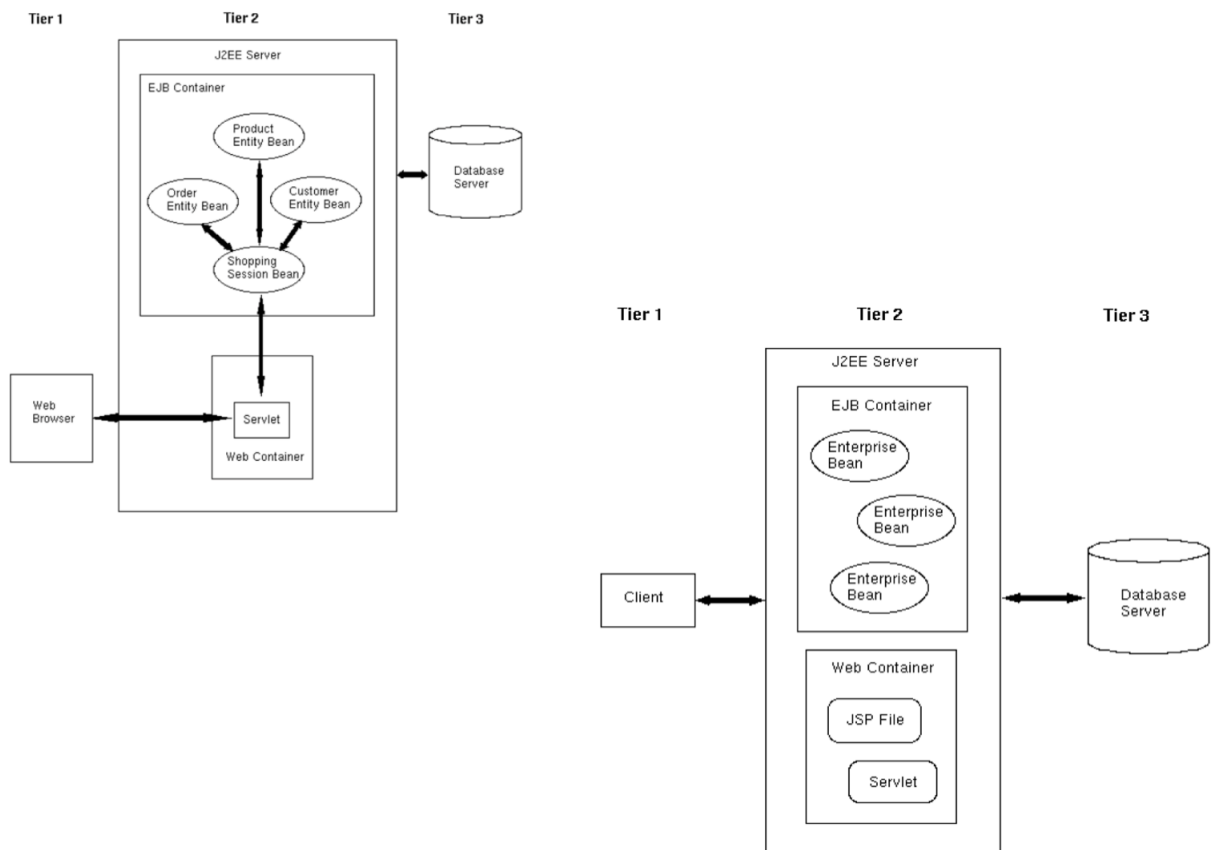 Tier 1
Tier 2
Tier 3
J2EE Server
EJB Container
Product
Entity Bean
Order
Entity Bean
Customer
Entity Bean
Shopping
Session Bean
Database
Server
Web
Browser
Servlet
Web Container
Tier 1
Tier 2
Tier 3
J2EE Server
EJB Container
Enterprise
Bean
Enterprise
Bean
Enterprise
Bean
Client
Database
Server
Web Container
JSP File
Servlet